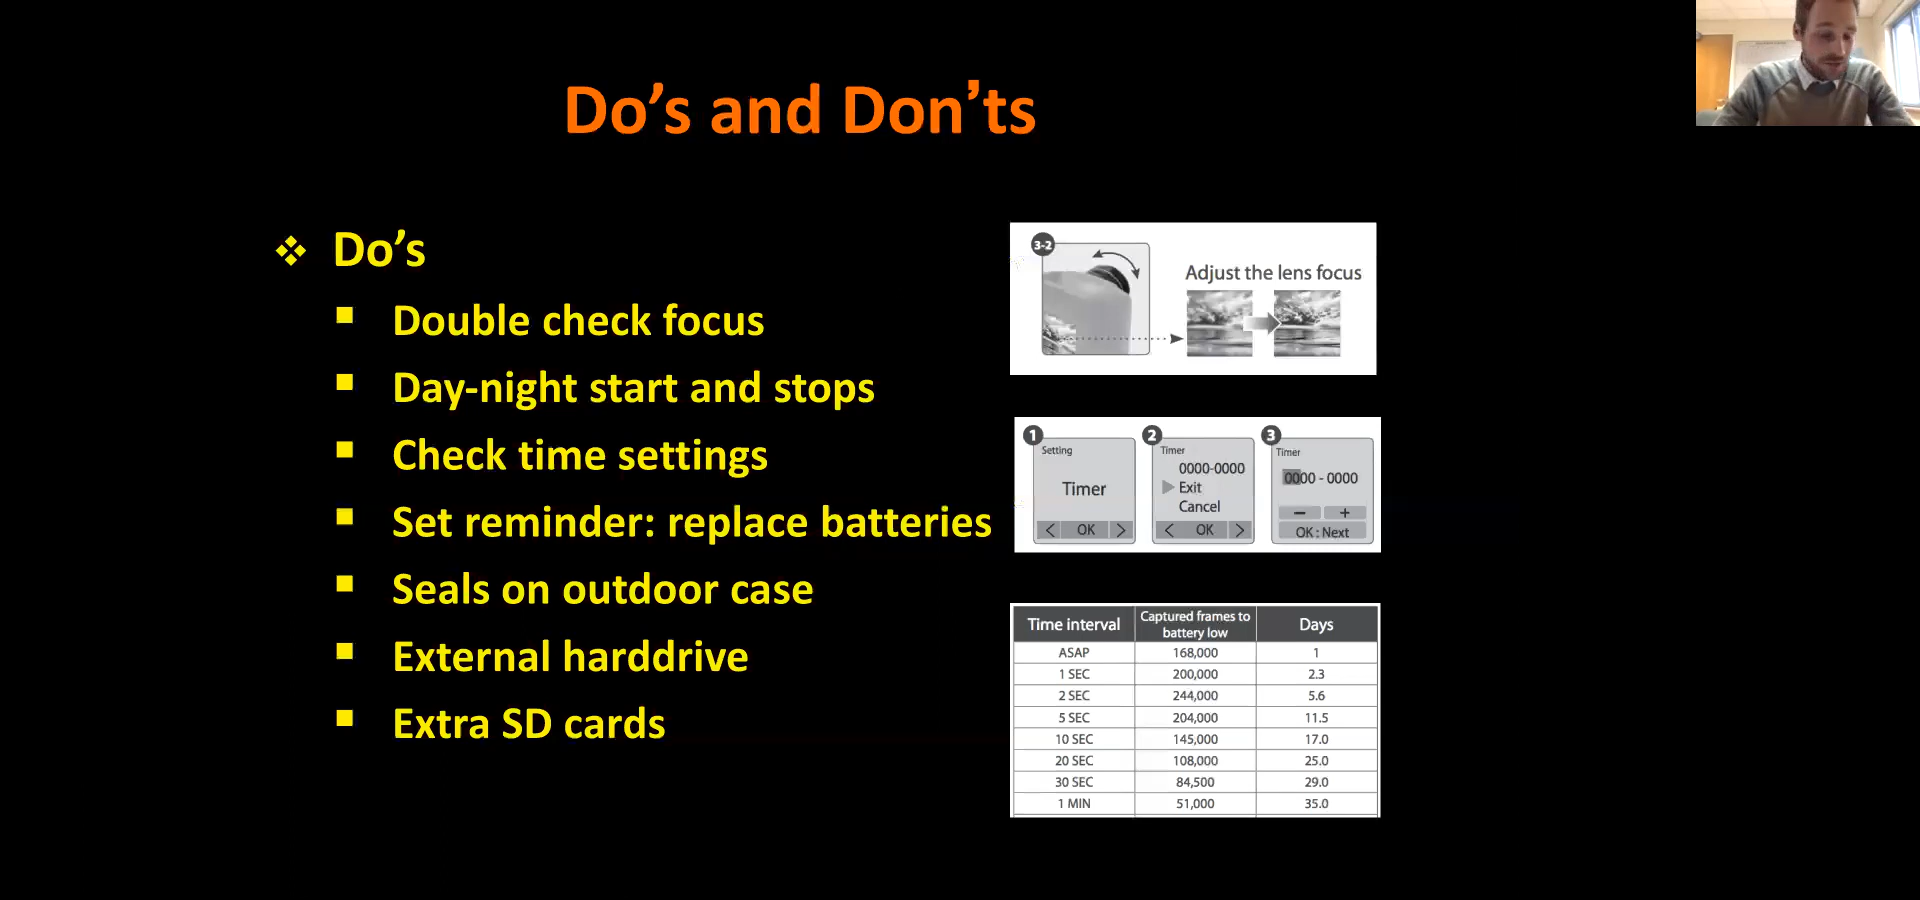 Do’s and Don’ts
Do’s
Double check focus
Day-night start and stops
Check time settings
Set reminder: replace batteries
Seals on outdoor case
External harddrive
Extra SD cards
3-2
Adjust the lens focus
1 2 3
Setting Timer Timer
Timer 0000-0000 0000 - 0000
Exit
Cancel
< OK > < OK > − +
OK : Next
Time interval Captured frames to battery low Days
ASAP 168,000 1
1 SEC 200,000 2.3
2 SEC 244,000 5.6
5 SEC 204,000 11.5
10 SEC 145,000 17.0
20 SEC 108,000 25.0
30 SEC 84,500 29.0
1 MIN 51,000 35.0